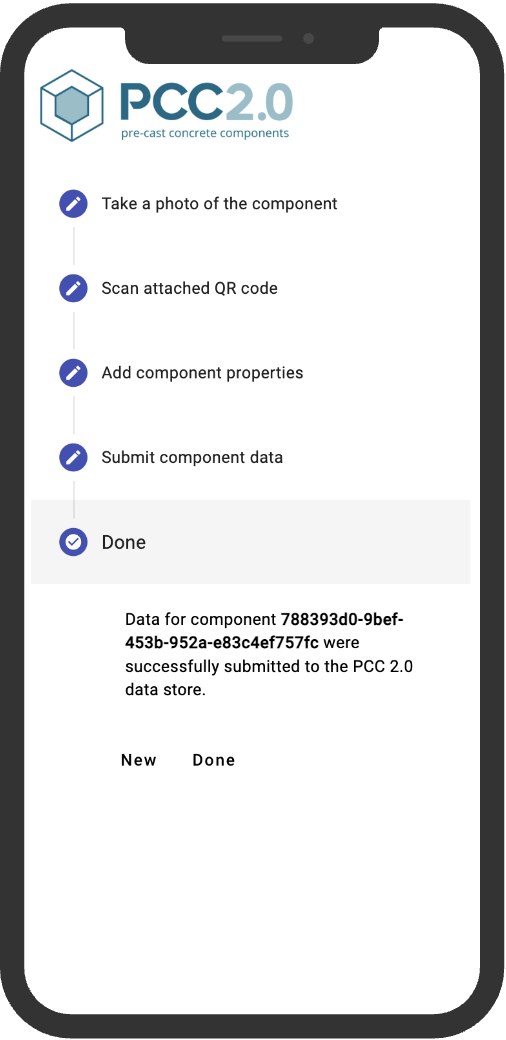 PCC2.0
pre-cast concrete components
Take a photo of the component
Scan attached QR code
Add component properties
Submit component data
Done
Data for component 788393d0-9bef-
453b-952a-e83c4ef757fc were
successfully submitted to the PCC 2.0
data store.
New Done